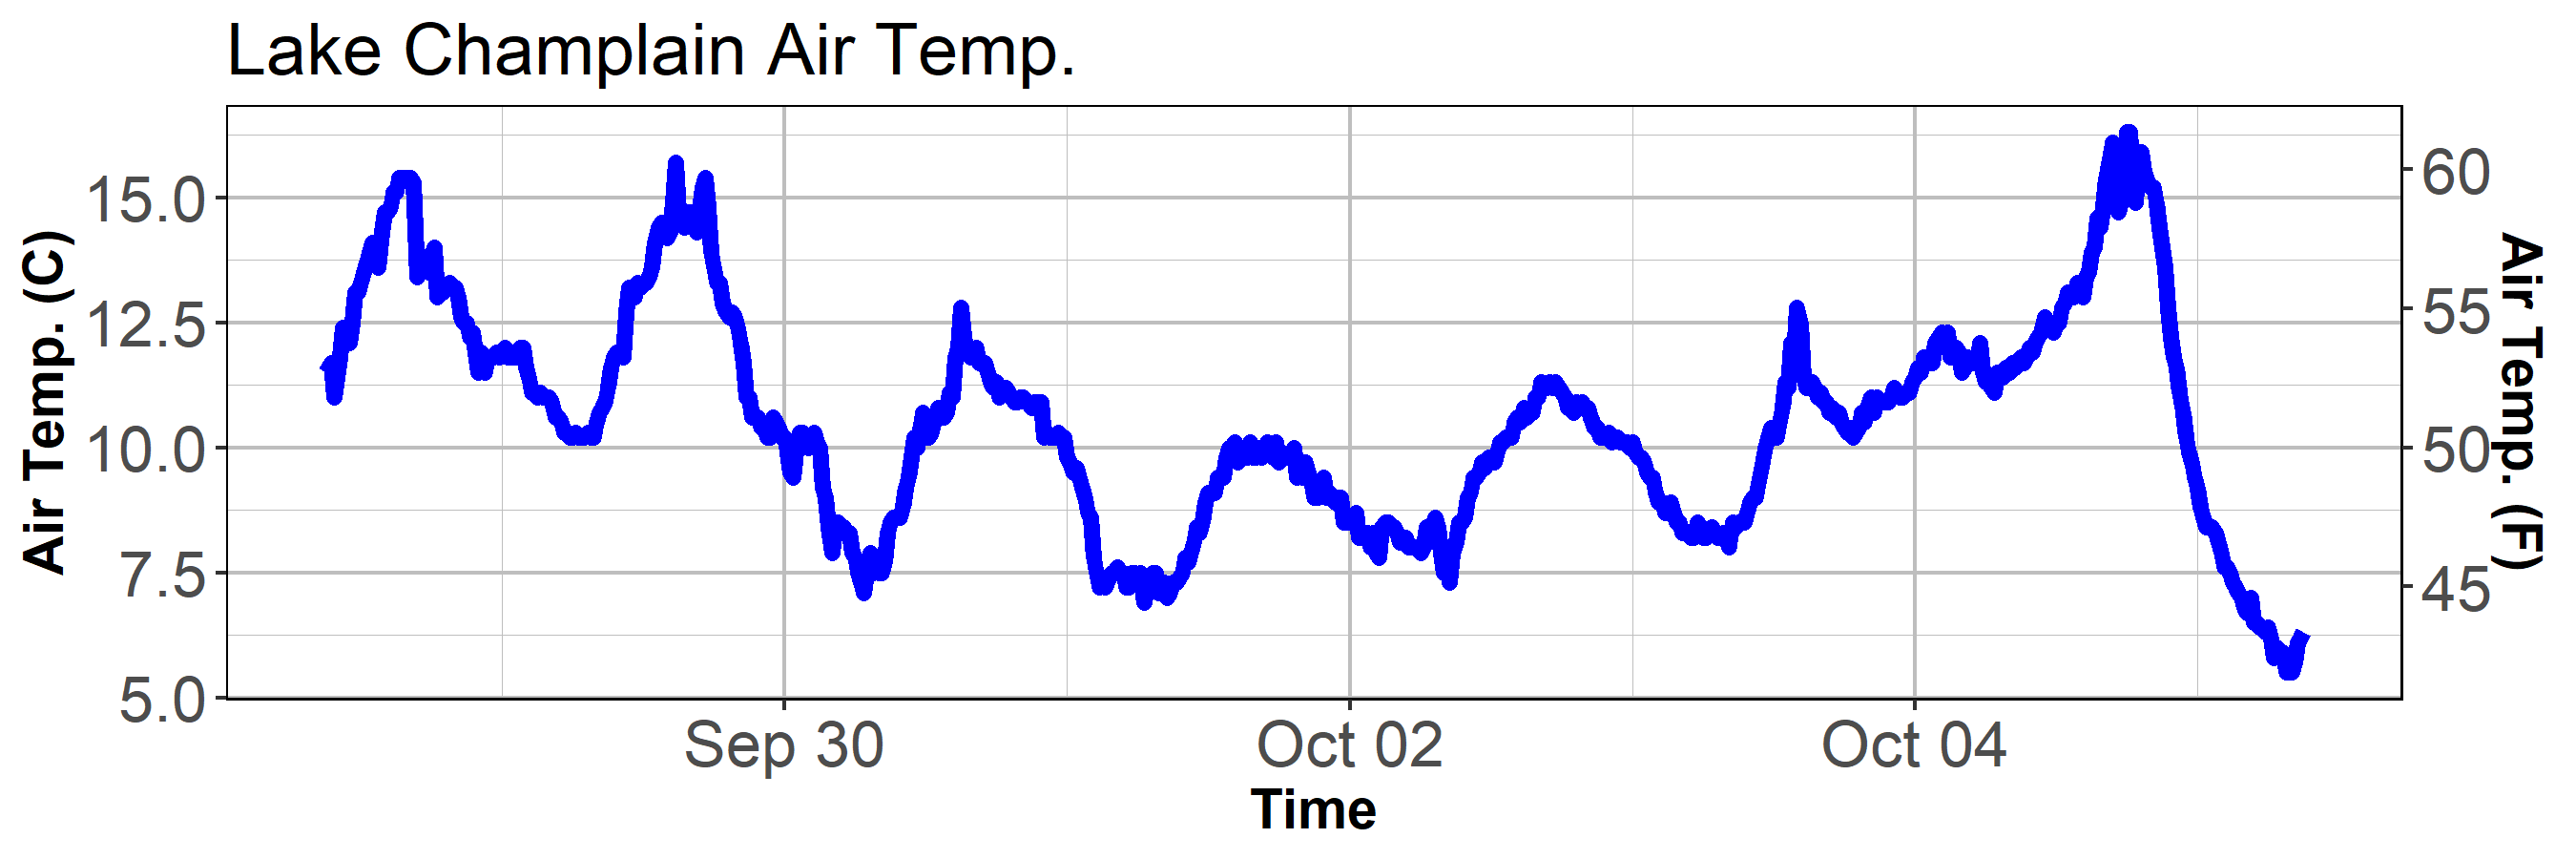 Lake Champlain Air Temp.
Air Temp. (C)
15.0
12.5
10.0
7.5
5.0
60
55
50
45
Air Temp. (F)
Sep 30
Oct 02
Oct 04
Time